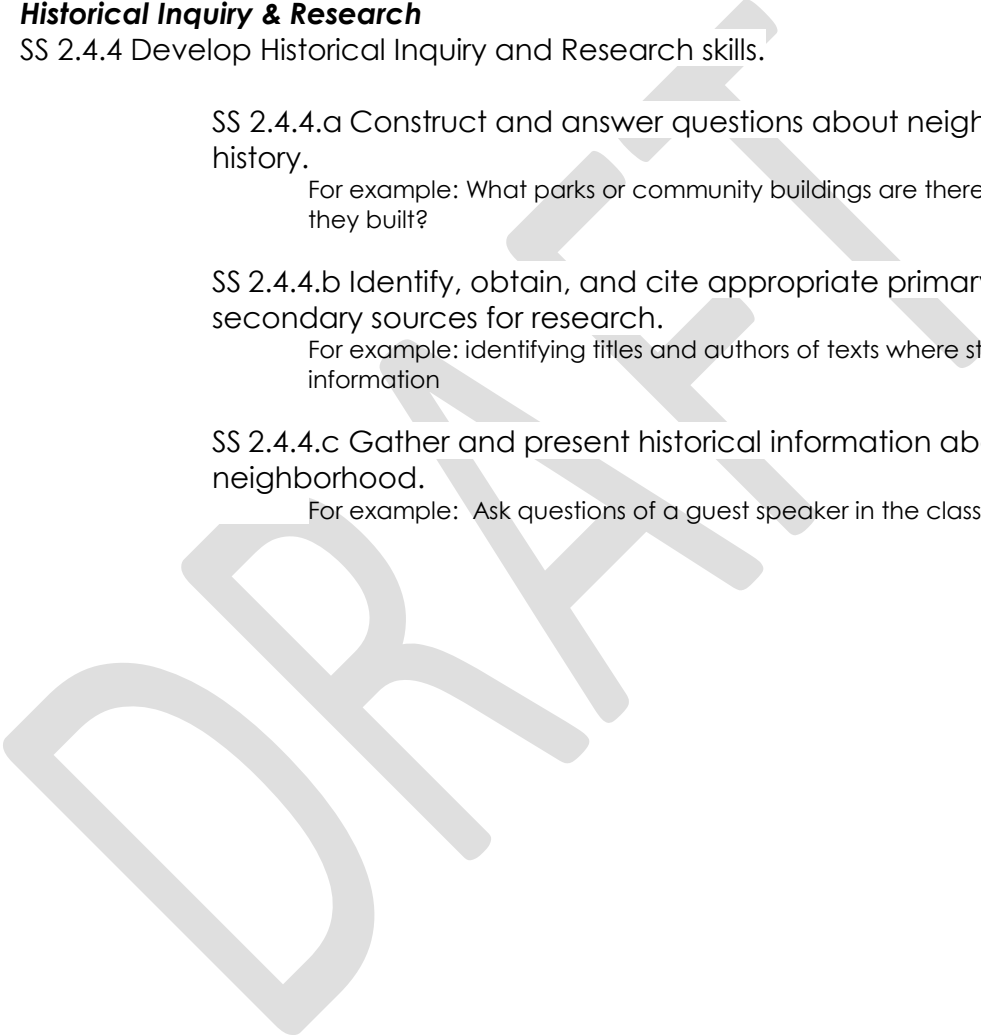 Historical Inquiry & Research
SS 2.4.4 Develop Historical Inquiry and Research skills.
SS 2.4.4.a Construct and answer questions about
history.
For example: What parks or community buildings are there
they built?
SS 2.4.4.b Identify, obtain, and cite appropriate
secondary sources for research.
For example: identifying titles and authors of texts where
information
SS 2.4.4.c Gather and present historical information
neighborhood.
For example: Ask questions of a guest speaker in the class
DRAFT